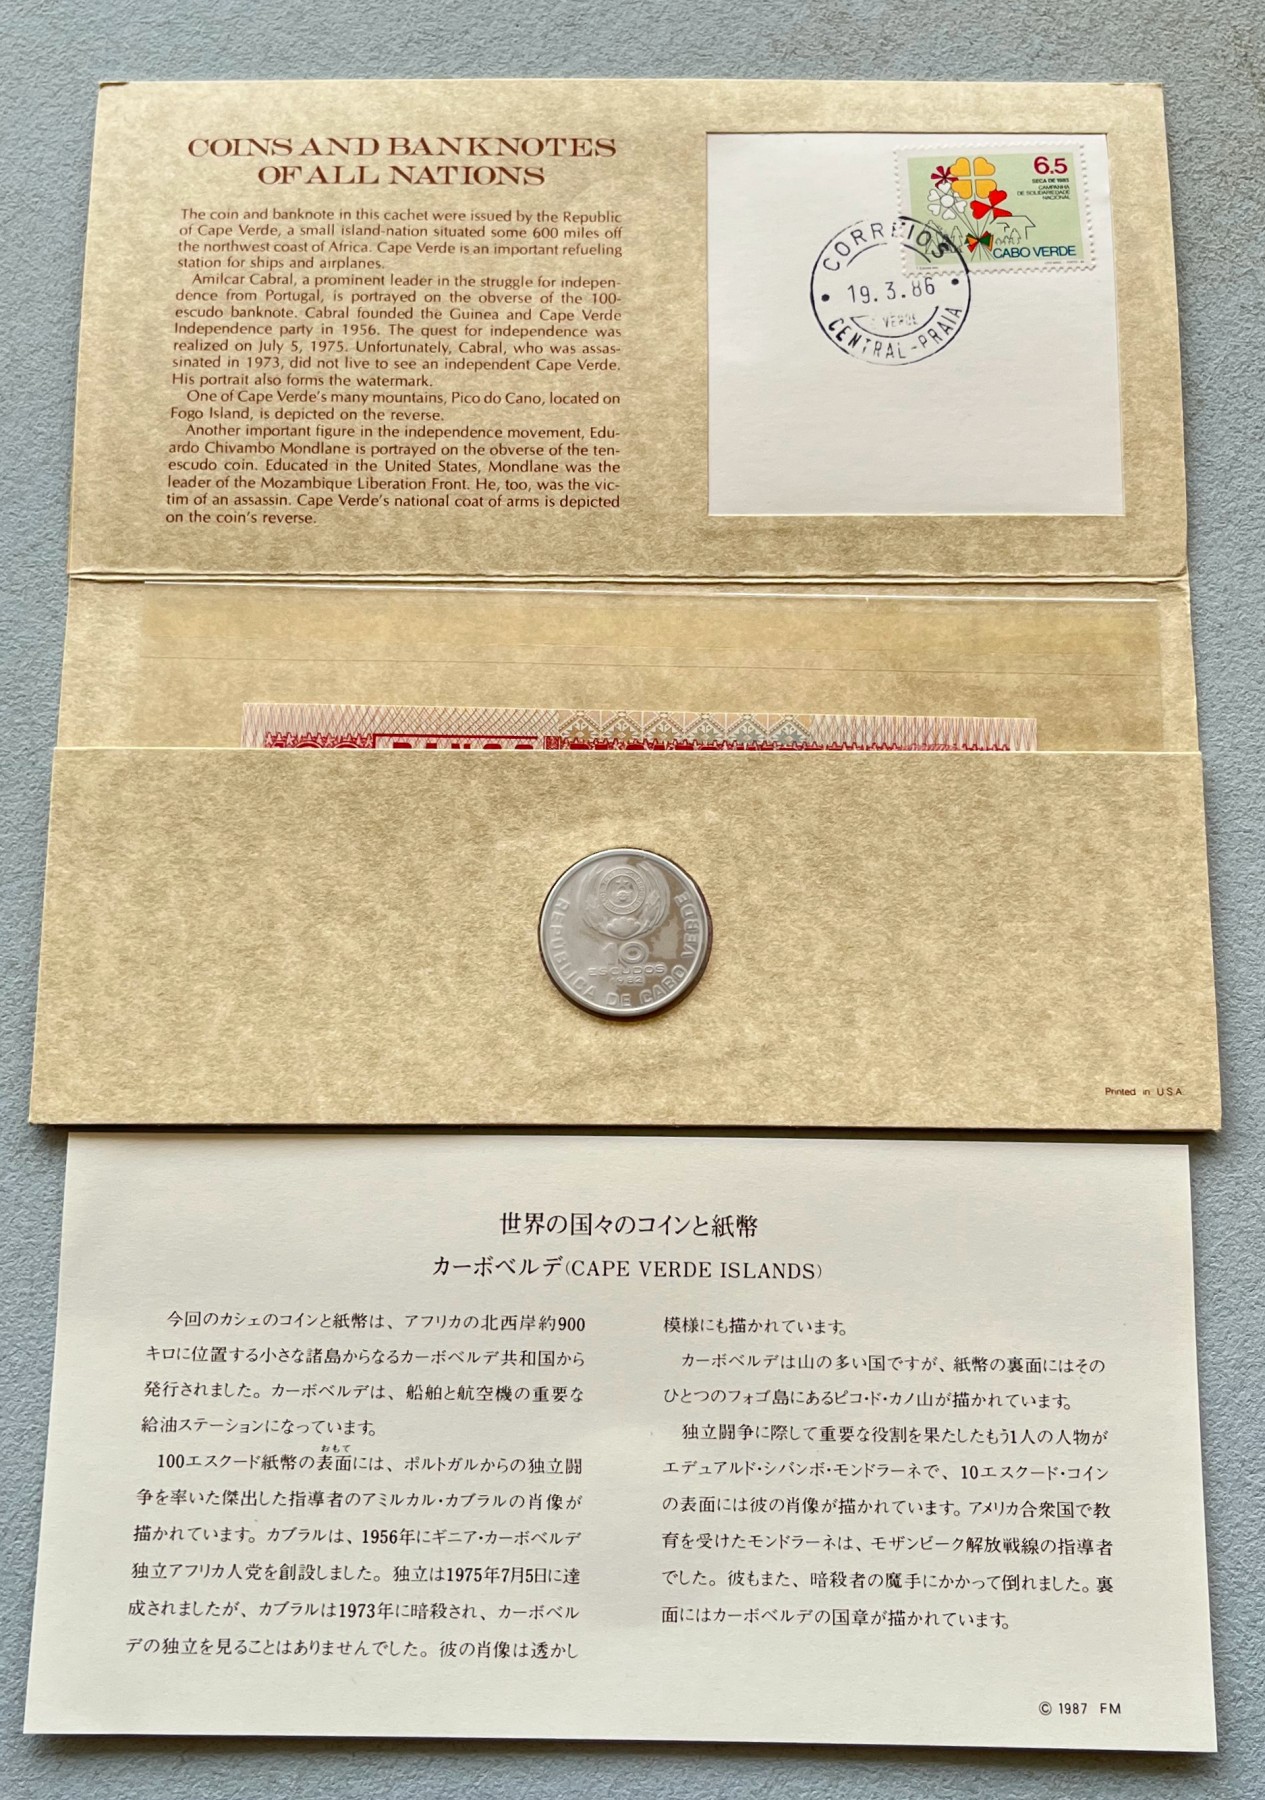 COINS AND BANKNOTES
OF ALL NATIONS
The coin and banknote in this cachet were issued by the Republic
of Cape Verde, a small island-nation situated some 600 miles off
the northwest coast of Africa. Cape Verde is an important refueling
station for ships and airplanes.
Amilcar Cabral, a prominent leader in the struggle for indepen-
dence from Portugal, is portrayed on the obverse of the 100-
escudo banknote. Cabral founded the Guinea and Cape Verde
Independence party in 1956. The quest for independence was
realized on July 5, 1975. Unfortunately, Cabral, who was assas-
sinated in 1973, did not live to see an independent Cape Verde.
His portrait also forms the watermark.
One of Cape Verde's many mountains, Pico do Cano, located on
Fogo Island, is depicted on the reverse.
Another important figure in the independence movement, Edu-
ardo Chivambo Mondlane is portrayed on the obverse of the ten-
escudo coin. Educated in the United States, Mondlane was the
leader of the Mozambique Liberation Front. He, too, was the vic-
tim of an assassin. Cape Verde's national coat of arms is depicted
on the coin's reverse.
6.5
SECA DE 1983
CAMPANHA
DE SOLIDARIEDADE
NACIONAL
CABO VERDE
CORREIOS
19.3.86
VERDE
CENTRAL-PRAIA
10
ESCUDOS
1982
REPUBLICA DE CABO VERDE
Printed in U.S.A.
世界の国々のコインと紙幣
カーボベルデ(CAPE VERDE ISLANDS)
今回のカシェのコインと紙幣は、アフリカの北西岸約900
キロに位置する小さな諸島からなるカーボベルデ共和国から
発行されました。カーボベルデは、船舶と航空機の重要な
給油ステーションになっています。
おもて
100エスクード紙幣の表面には、ポルトガルからの独立闘
争を率いた傑出した指導者のアミルカル・カブラルの肖像が
描かれています。カブラルは、1956年にギニア・カーボベルデ
独立アフリカ人党を創設しました。独立は1975年7月5日に達
成されましたが、カブラルは1973年に暗殺され、カーボベル
デの独立を見ることはありませんでした。彼の肖像は透かし
模様にも描かれています。
カーボベルデは山の多い国ですが、紙幣の裏面にはその
ひとつのフォゴ島にあるピコ・ド・カノ山が描かれています。
独立闘争に際して重要な役割を果たしたもう1人の人物が
エデュアルド・シバンボ・モンドラーネで、10エスクード・コイン
の表面には彼の肖像が描かれています。アメリカ合衆国で教
育を受けたモンドラーネは、モザンビーク解放戦線の指導者
でした。彼もまた、暗殺者の魔手にかかって倒れました。裏
面にはカーボベルデの国章が描かれています。
© 1987 FM